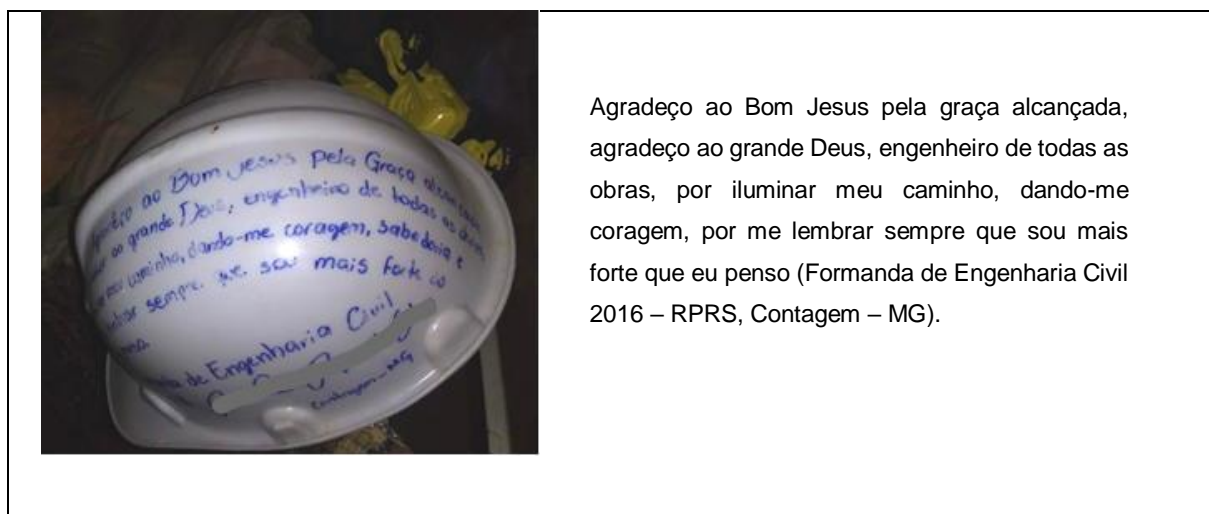 ao Bom Jesus pela Graça
ao grande Deus, engenheiro de todas as
meu caminho, dando-me coragem, sabedoria e
sempre que sou mais forte
de Engenharia Civil
Contagem - MG
Agradeço ao Bom Jesus pela graça alcançada,
agradeço ao grande Deus, engenheiro de todas as
obras, por iluminar meu caminho, dando-me
coragem, por me lembrar sempre que sou mais
forte que eu penso (Formanda de Engenharia Civil
2016 – RPRS, Contagem – MG).